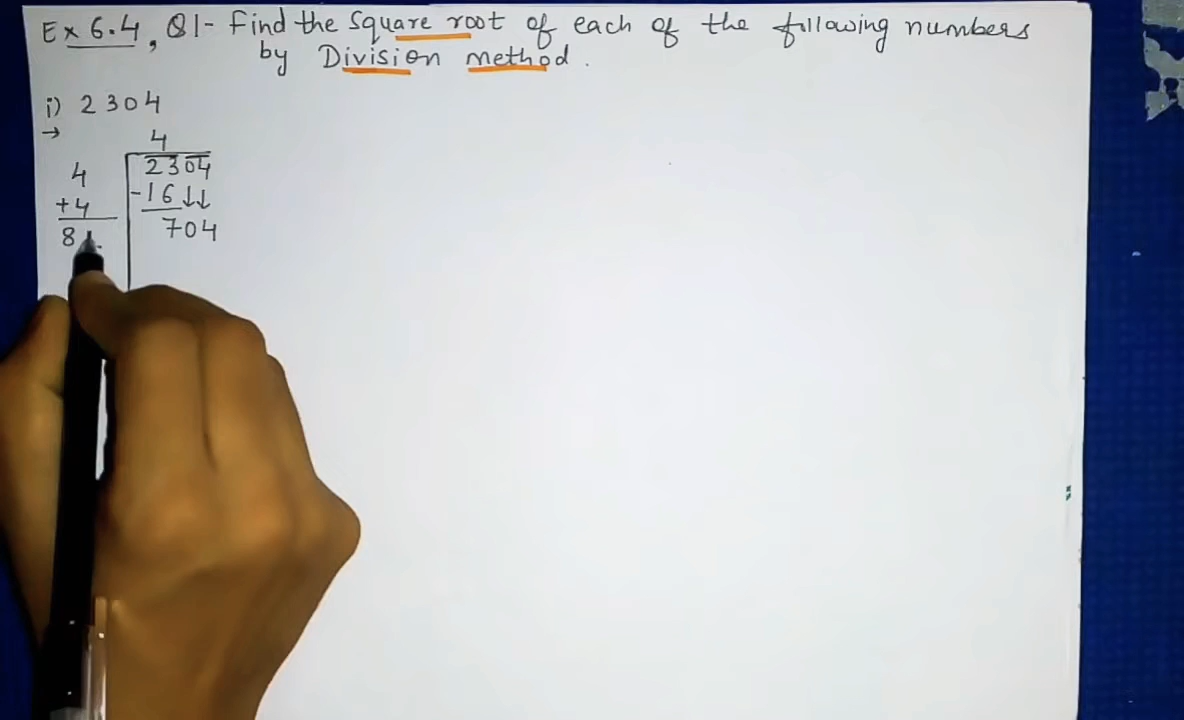 Ex 6.4, Q1- Find the Square root of each of the following numbers
by Division method.
i) 2304
→
4
4 2304
+4 -16↓↓
8 704